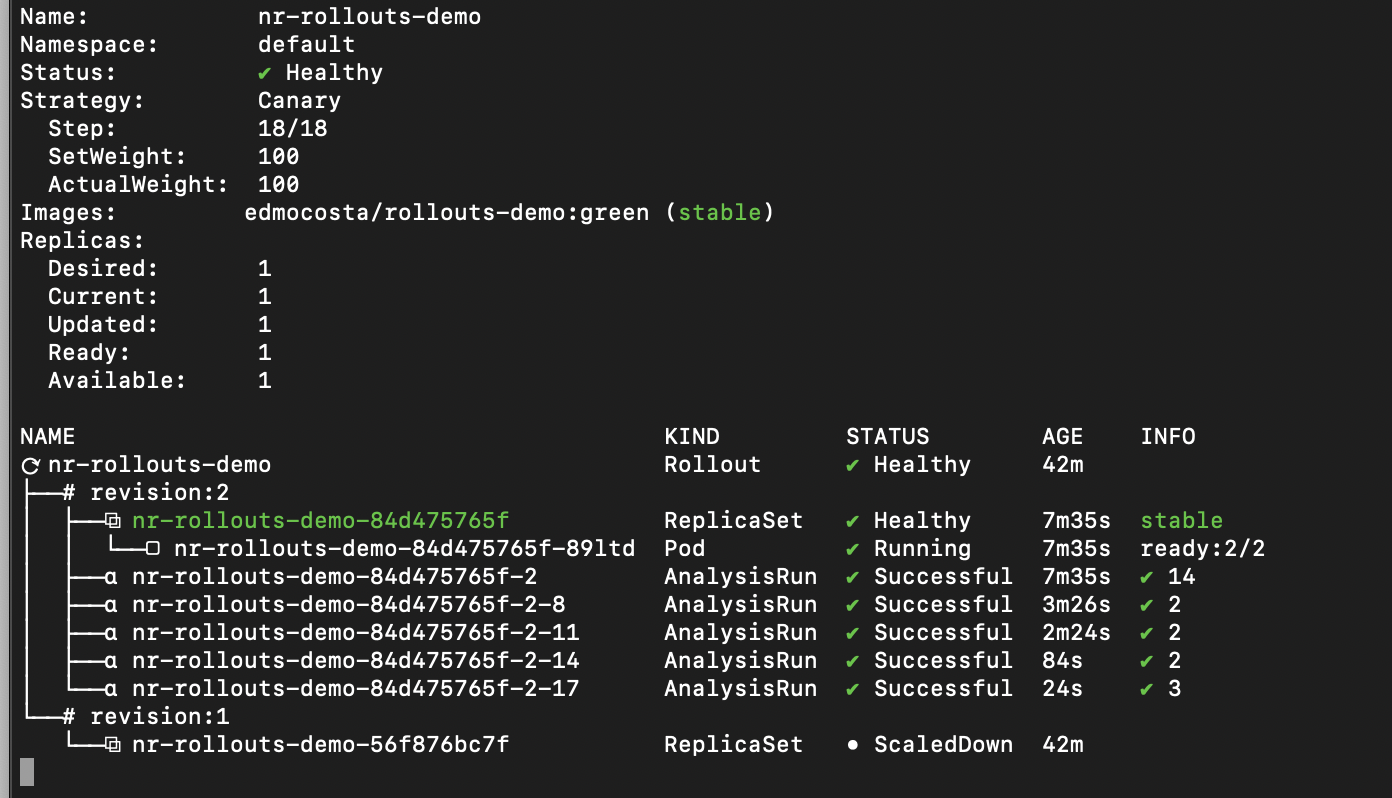 Name: nr-rollouts-demo
Namespace: default
Status: ✔ Healthy
Strategy: Canary
Step: 18/18
SetWeight: 100
ActualWeight: 100
Images: edmocosta/rollouts-demo:green (stable)
Replicas:
Desired: 1
Current: 1
Updated: 1
Ready: 1
Available: 1
NAME KIND STATUS AGE INFO
⟳ nr-rollouts-demo Rollout ✔ Healthy 42m
├──# revision:2
│  ├──⧉ nr-rollouts-demo-84d475765f ReplicaSet ✔ Healthy 7m35s stable
│  │  └──□ nr-rollouts-demo-84d475765f-89ltd Pod ✔ Running 7m35s ready:2/2
│  ├──α nr-rollouts-demo-84d475765f-2 AnalysisRun ✔ Successful 7m35s ✔ 14
│  ├──α nr-rollouts-demo-84d475765f-2-8 AnalysisRun ✔ Successful 3m26s ✔ 2
│  ├──α nr-rollouts-demo-84d475765f-2-11 AnalysisRun ✔ Successful 2m24s ✔ 2
│  ├──α nr-rollouts-demo-84d475765f-2-14 AnalysisRun ✔ Successful 84s ✔ 2
│  └──α nr-rollouts-demo-84d475765f-2-17 AnalysisRun ✔ Successful 24s ✔ 3
└──# revision:1
   └──⧉ nr-rollouts-demo-56f876bc7f ReplicaSet • ScaledDown 42m